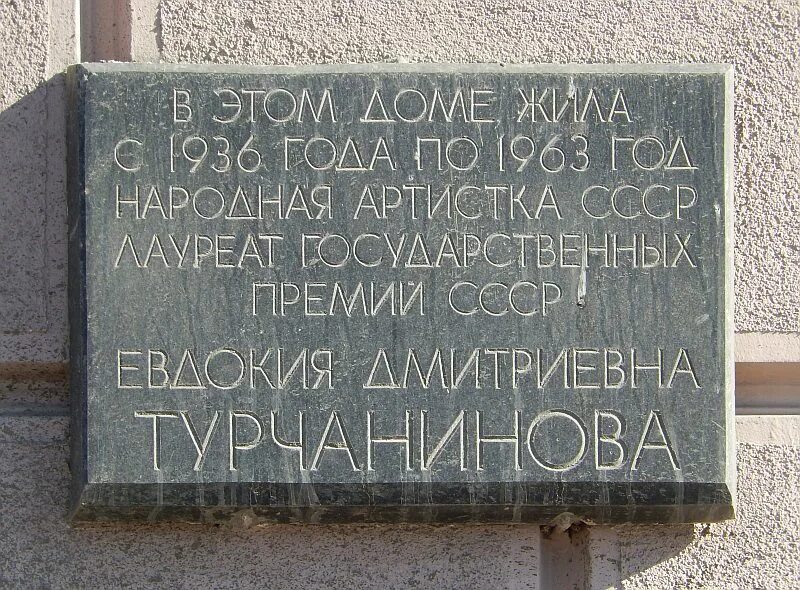 В ЭТОМ ДОМЕ ЖИЛА
С 1936 ГОДА ПО 1963 ГОД
НАРОДНАЯ АРТИСТКА СССР
ЛАУРЕАТ ГОСУДАРСТВЕННЫХ
ПРЕМИЙ СССР
ЕВДОКИЯ ДМИТРИЕВНА
ТУРЧАНИНОВА